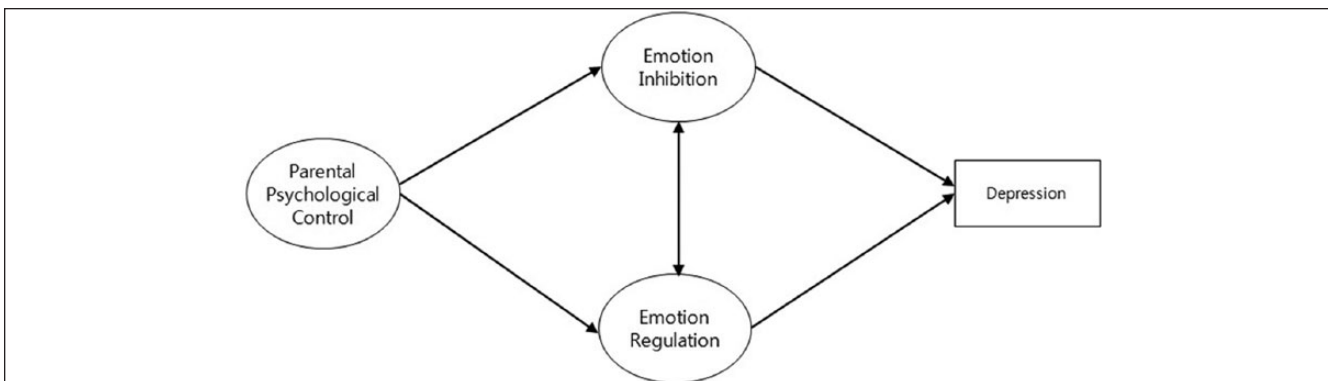 Emotion
Inhibition
Parental
Psychological
Control
Depression
Emotion
Regulation